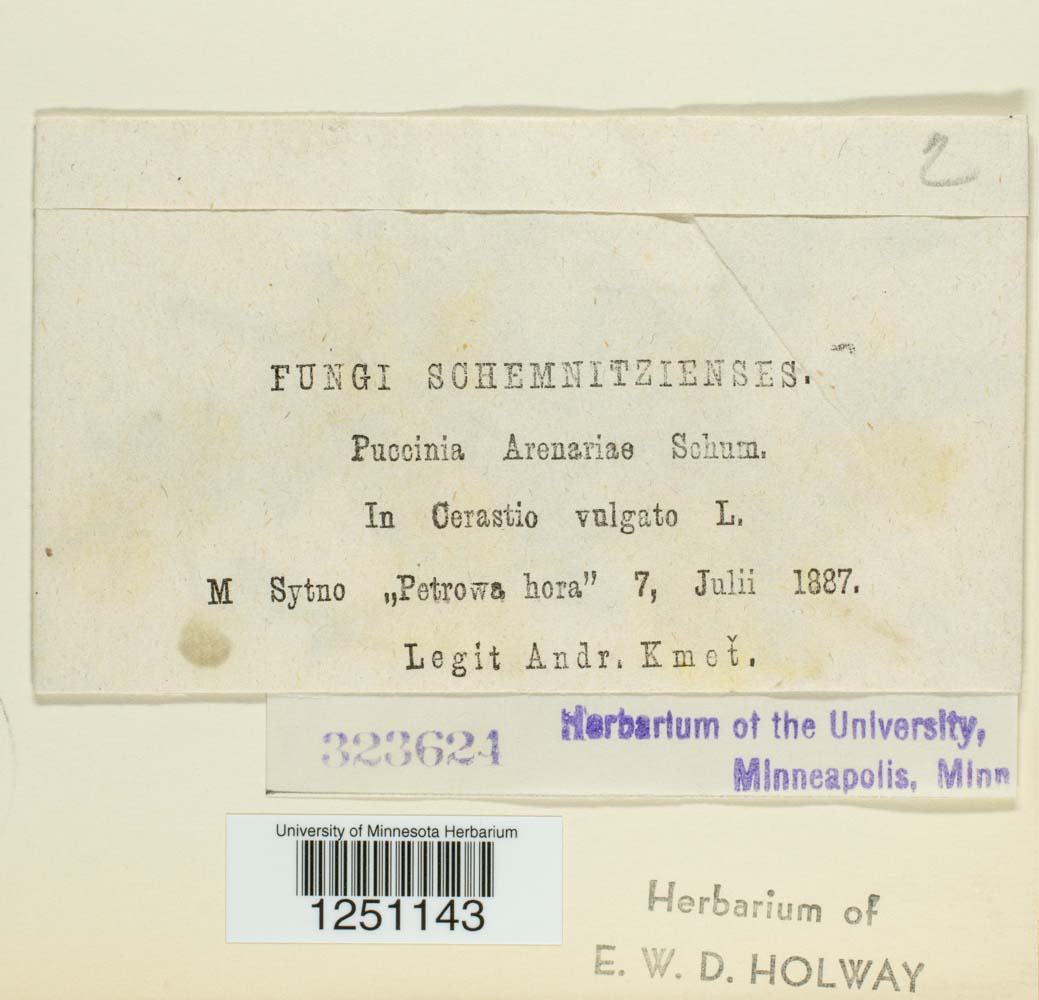 2
FUNGI SCHEMNITZIENSES.
Puccinia Arenariae Schum.
In Cerastio vulgato L.
M Sytno „Petrowa hora” 7, Julii 1887.
Legit Andr. Kmeť.
323624
Herbarium of the University,
Minneapolis, Minn
University of Minnesota Herbarium
1251143
Herbarium of
E. W. D. HOLWAY